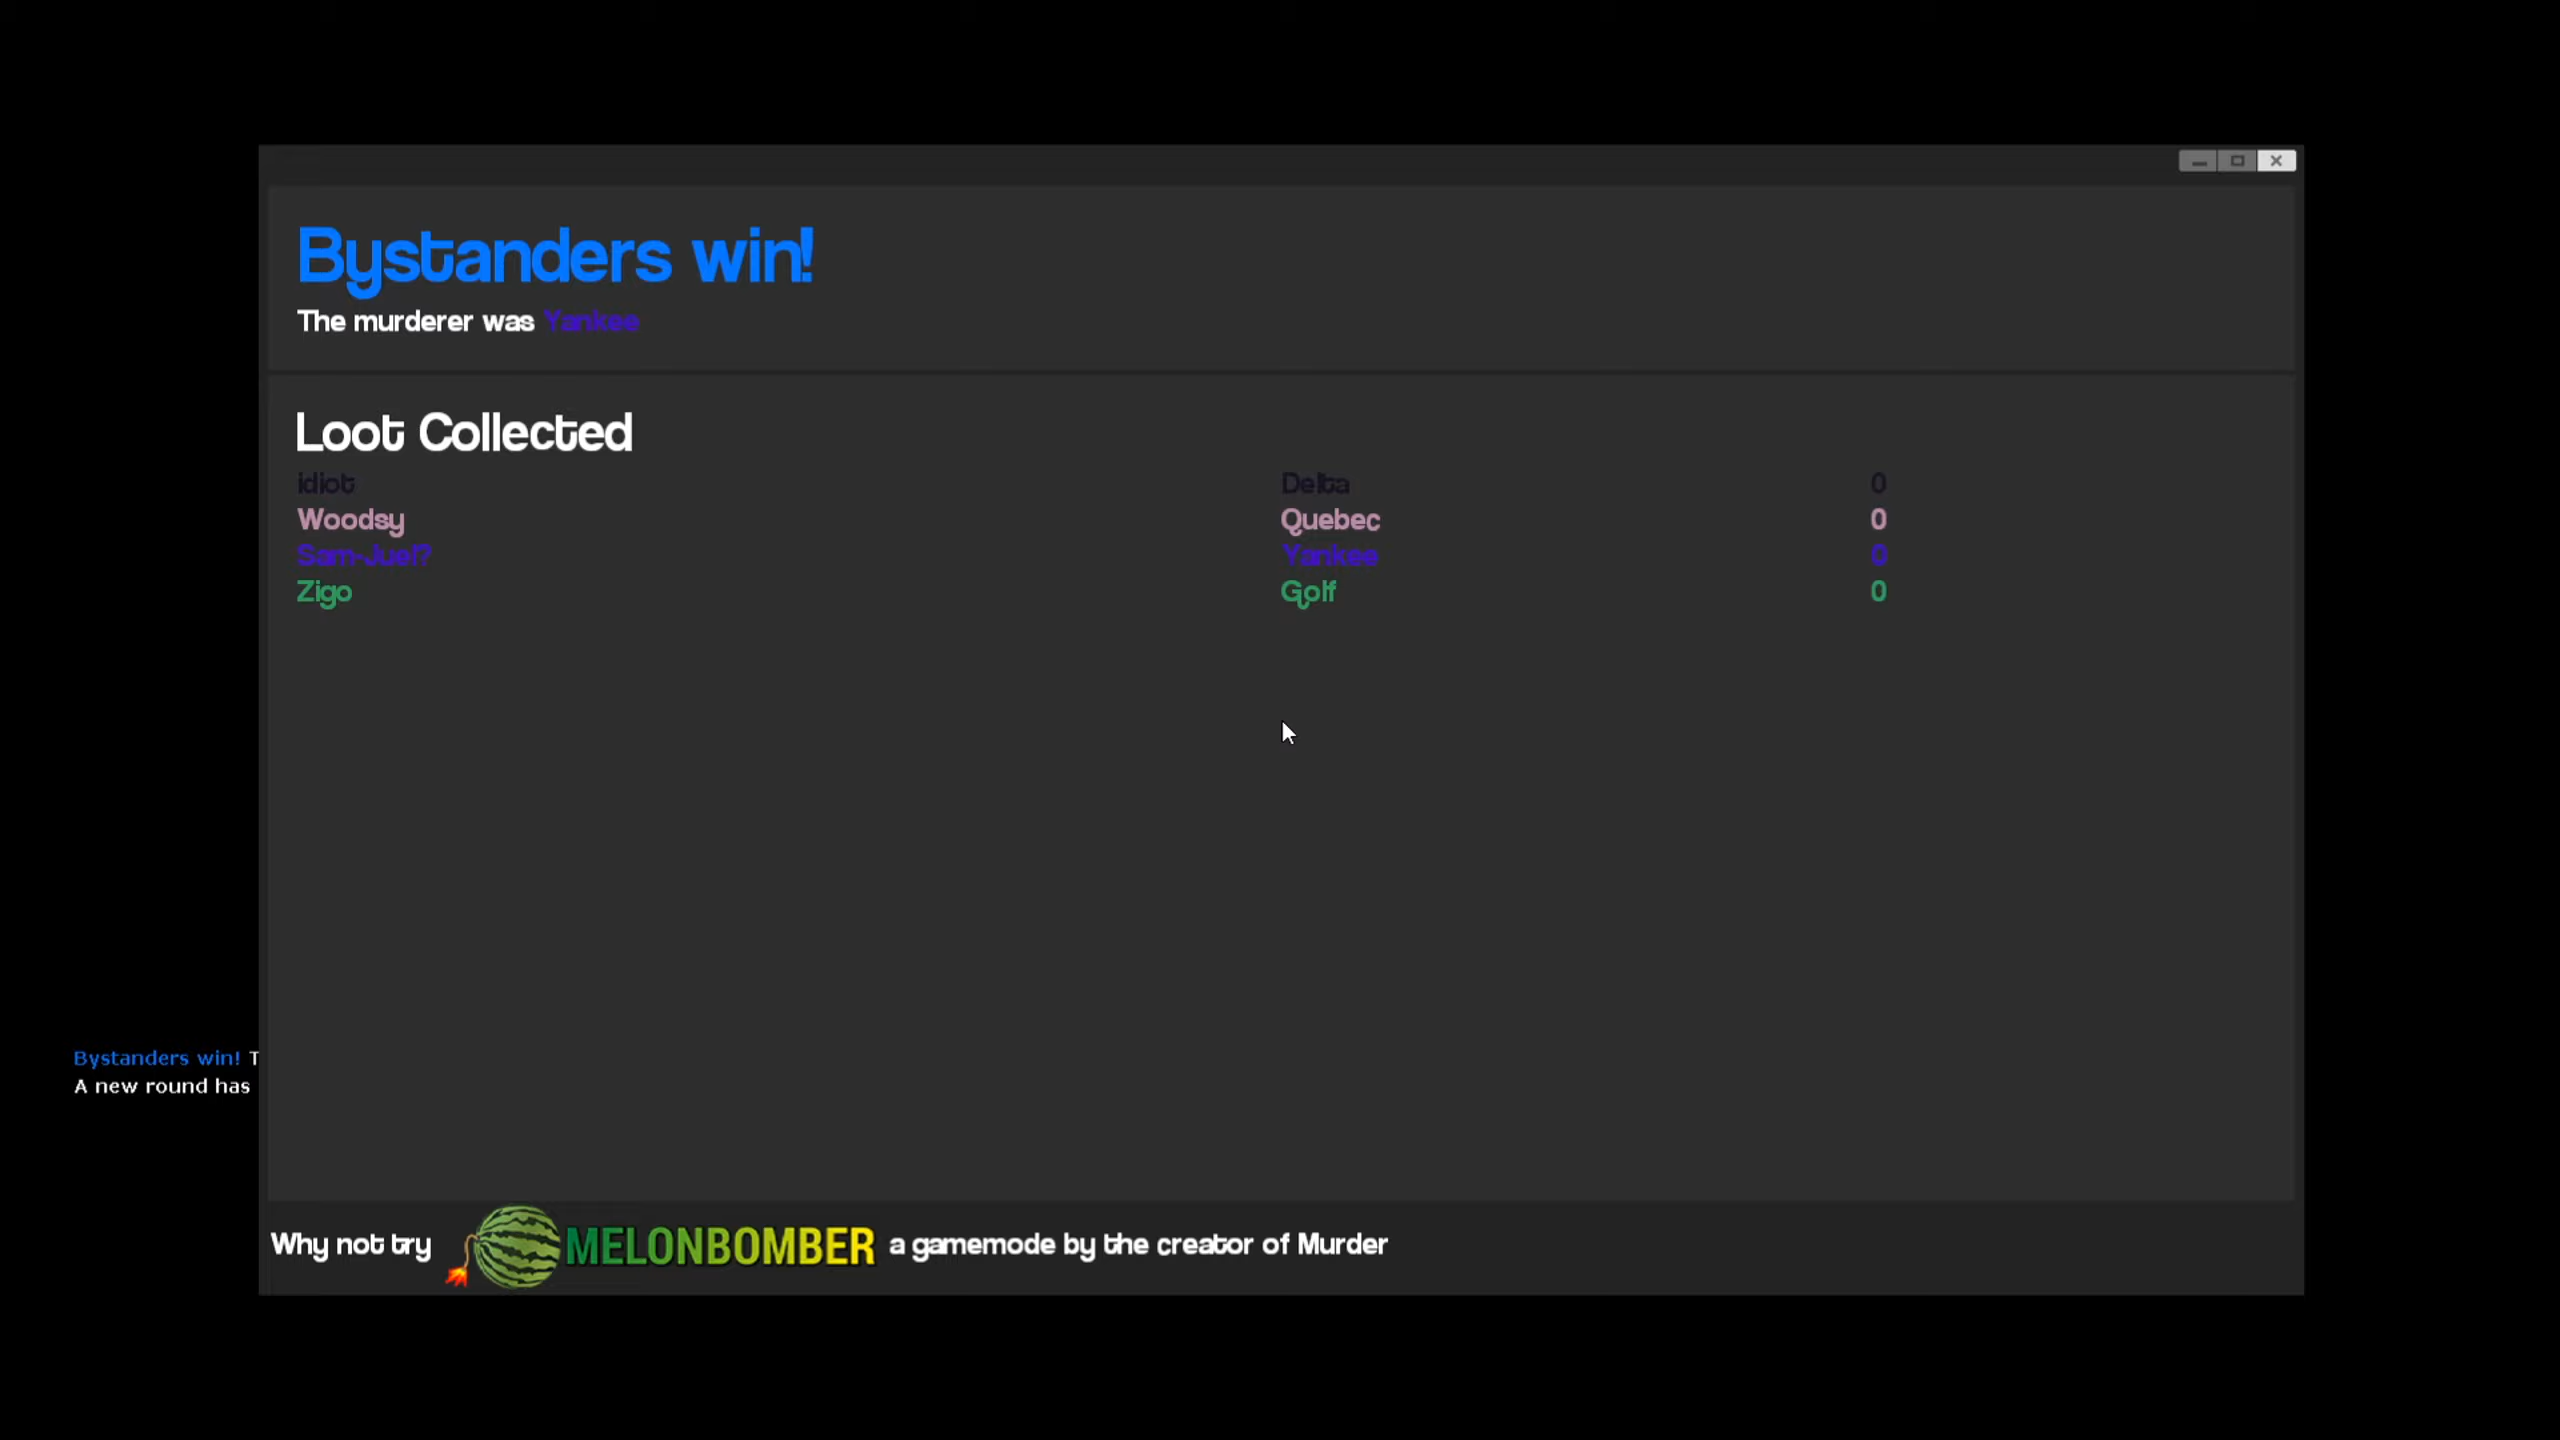 Bystanders win!
The murderer was Yankee
Loot Collected
idiot Delta 0
Woodsy Quebec 0
Sam-Jue!? Yankee 0
Zigo Golf 0
Bystanders win! T
A new round has
Why not try MELONBOMBER a gamemode by the creator of Murder